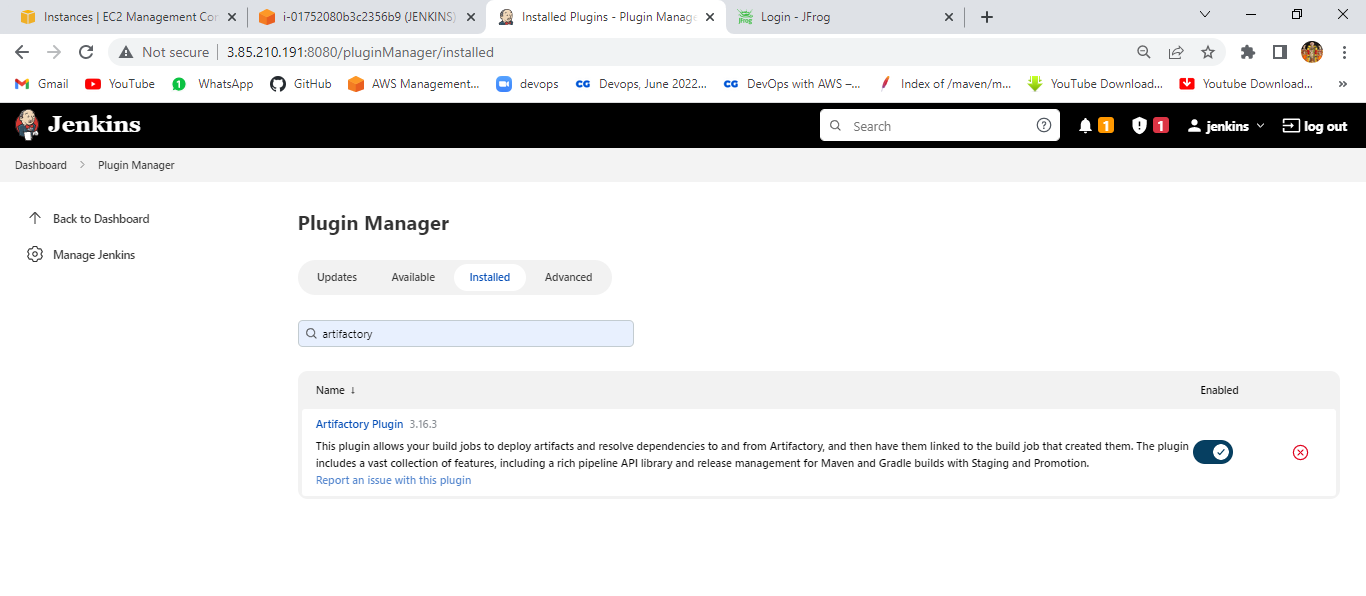 Instances | EC2 Management Con
i-01752080b3c2356b9 (JENKINS)
Installed Plugins - Plugin Manage
Login - JFrog
Not secure
3.85.210.191:8080/pluginManager/installed
Gmail
YouTube
1
WhatsApp
GitHub
AWS Management...
devops
CG
Devops, June 2022...
CG
DevOps with AWS –...
Index of /maven/m...
YouTube Download...
Youtube Download...
»
Jenkins
Search
1
1
jenkins
log out
Dashboard
Plugin Manager
Back to Dashboard
Manage Jenkins
Plugin Manager
Updates
Available
Installed
Advanced
artifactory
Name ↓
Enabled
Artifactory Plugin 3.16.3
This plugin allows your build jobs to deploy artifacts and resolve dependencies to and from Artifactory, and then have them linked to the build job that created them. The plugin
includes a vast collection of features, including a rich pipeline API library and release management for Maven and Gradle builds with Staging and Promotion.
Report an issue with this plugin